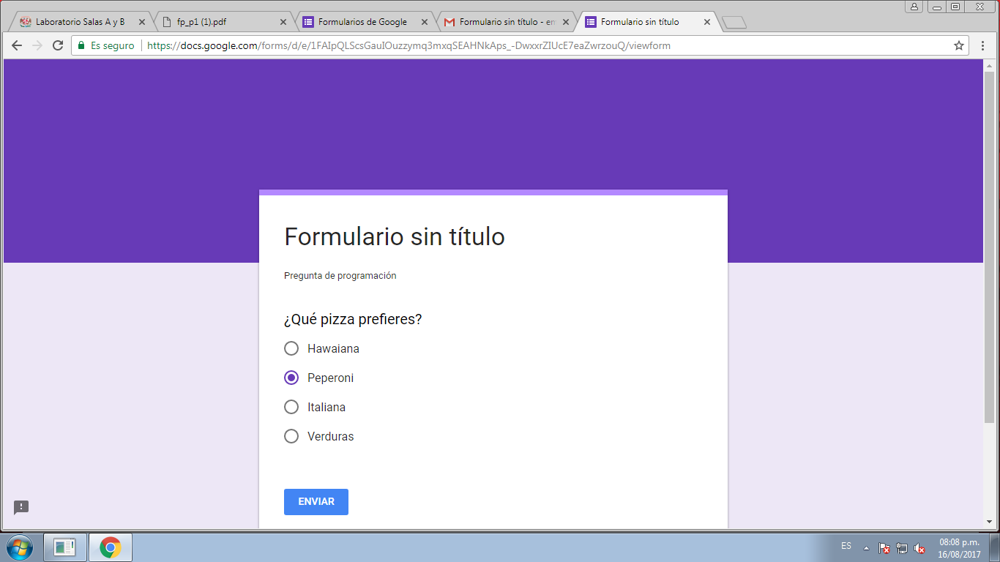 Laboratorio Salas A y B
fp_p1 (1).pdf
Formularios de Google
Formulario sin título - em
Formulario sin título
Es seguro
https://docs.google.com/forms/d/e/1FAIpQLScsGauIOuzzymq3mxqSEAHNkAps_-DwxxrZIUcE7eaZwrzouQ/viewform
Formulario sin título
Pregunta de programación
¿Qué pizza prefieres?
Hawaiana
Peperoni
Italiana
Verduras
ENVIAR
ES
08:08 p.m.
16/08/2017